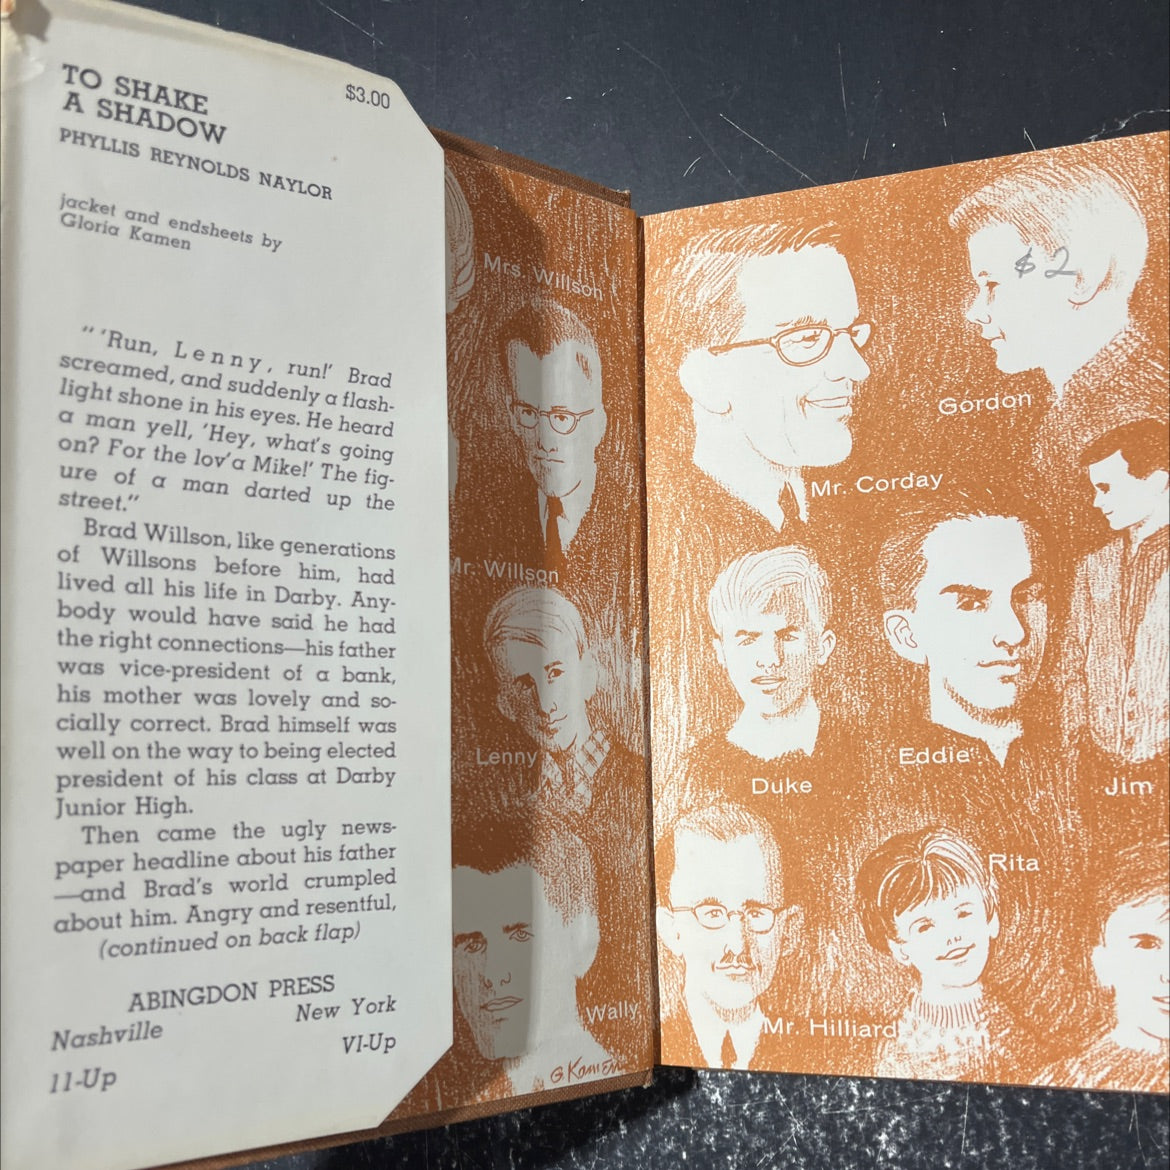 TO SHAKE
A SHADOW
$3.00
PHYLLIS REYNOLDS NAYLOR
jacket and endsheets by
Gloria Kamen
"'Run, Lenny, run!' Brad
screamed, and suddenly a flash-
light shone in his eyes. He heard
a man yell, 'Hey, what's going
on? For the lov'a Mike!' The fig-
ure of a man darted up the
street."
Brad Willson, like generations
of Willsons before him, had
lived all his life in Darby. Any-
body would have said he had
the right connections—his father
was vice-president of a bank,
his mother was lovely and so-
cially correct. Brad himself was
well on the way to being elected
president of his class at Darby
Junior High.
Then came the ugly news-
paper headline about his father
—and Brad's world crumpled
about him. Angry and resentful,
(continued on back flap)
ABINGDON PRESS
Nashville
New York
11-Up
VI-Up
Mrs. Willson
Mr. Willson
Lenny
Wally
G Kamen
$2
Gordon
Mr. Corday
Duke
Eddie
Jim
Rita
Mr. Hilliard